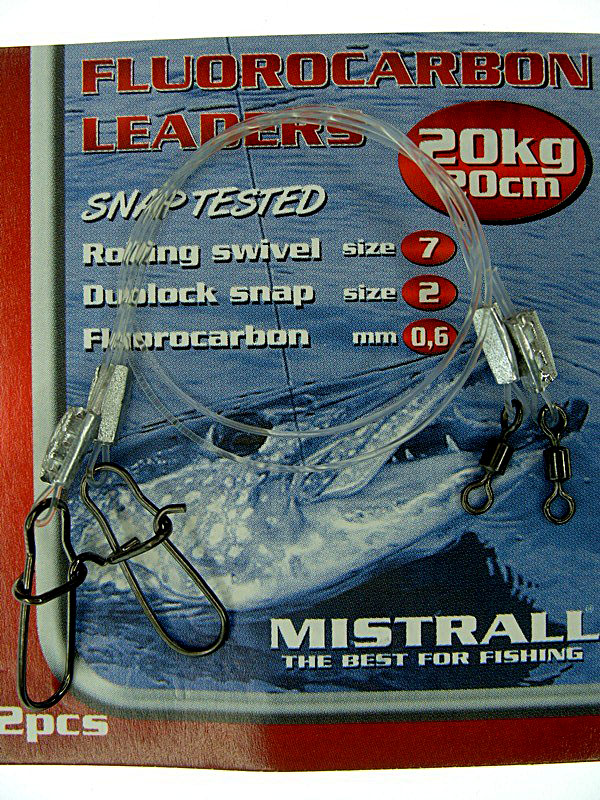 FLUOROCARBON
LEADERS
20kg
20cm
SNAP TESTED
Rolling swivel size 7
Duolock snap size 2
Fluorocarbon mm 0,6
MISTRALL
THE BEST FOR FISHING
2pcs